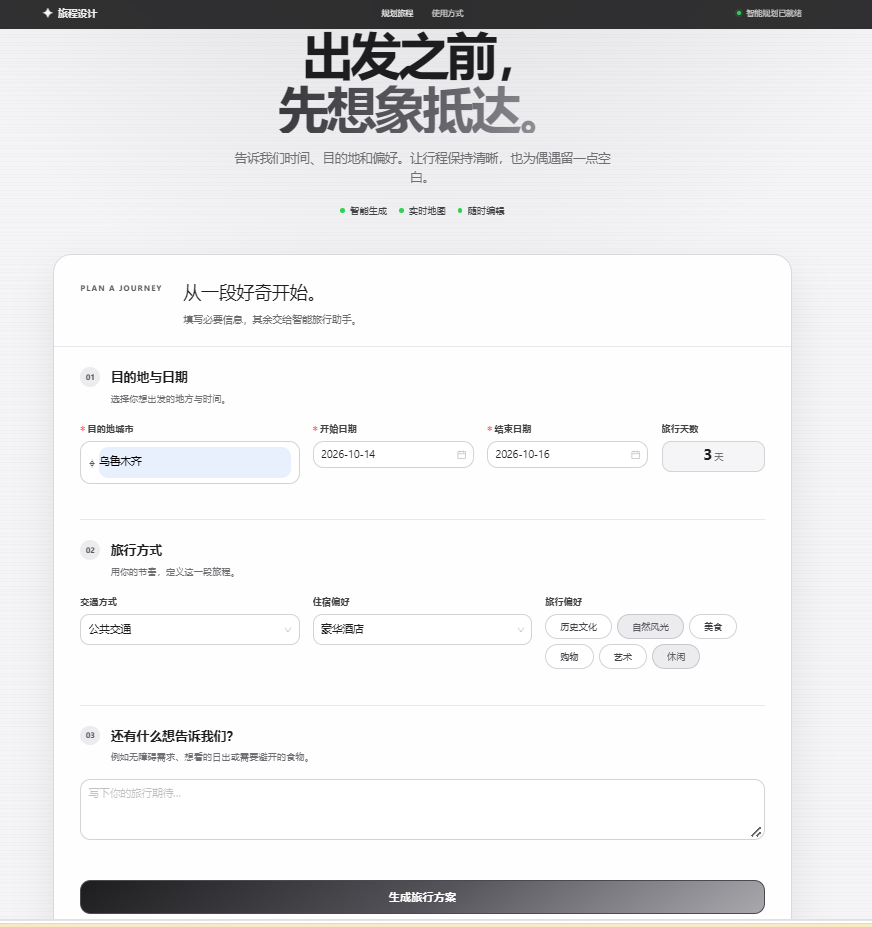 旅程设计
规划旅程 使用方式
智能规划已就绪
出发之前，
先想象抵达。
告诉我们时间、目的地和偏好。让行程保持清晰，也为偶遇留一点空
白。
智能生成 实时地图 随时编辑
PLAN A JOURNEY
从一段好奇开始。
填写必要信息，其余交给智能旅行助手。
01 目的地与日期
选择你想出发的地方与时间。
* 目的地城市 * 开始日期 * 结束日期 旅行天数
乌鲁木齐 2026-10-14 2026-10-16 3 天
02 旅行方式
用你的节奏，定义这一段旅程。
交通方式 住宿偏好 旅行偏好
公共交通 豪华酒店 历史文化 自然风光 美食
购物 艺术 休闲
03 还有什么想告诉我们？
例如无障碍需求、想看的日出或需要避开的食物。
写下你的旅行期待...
生成旅行方案